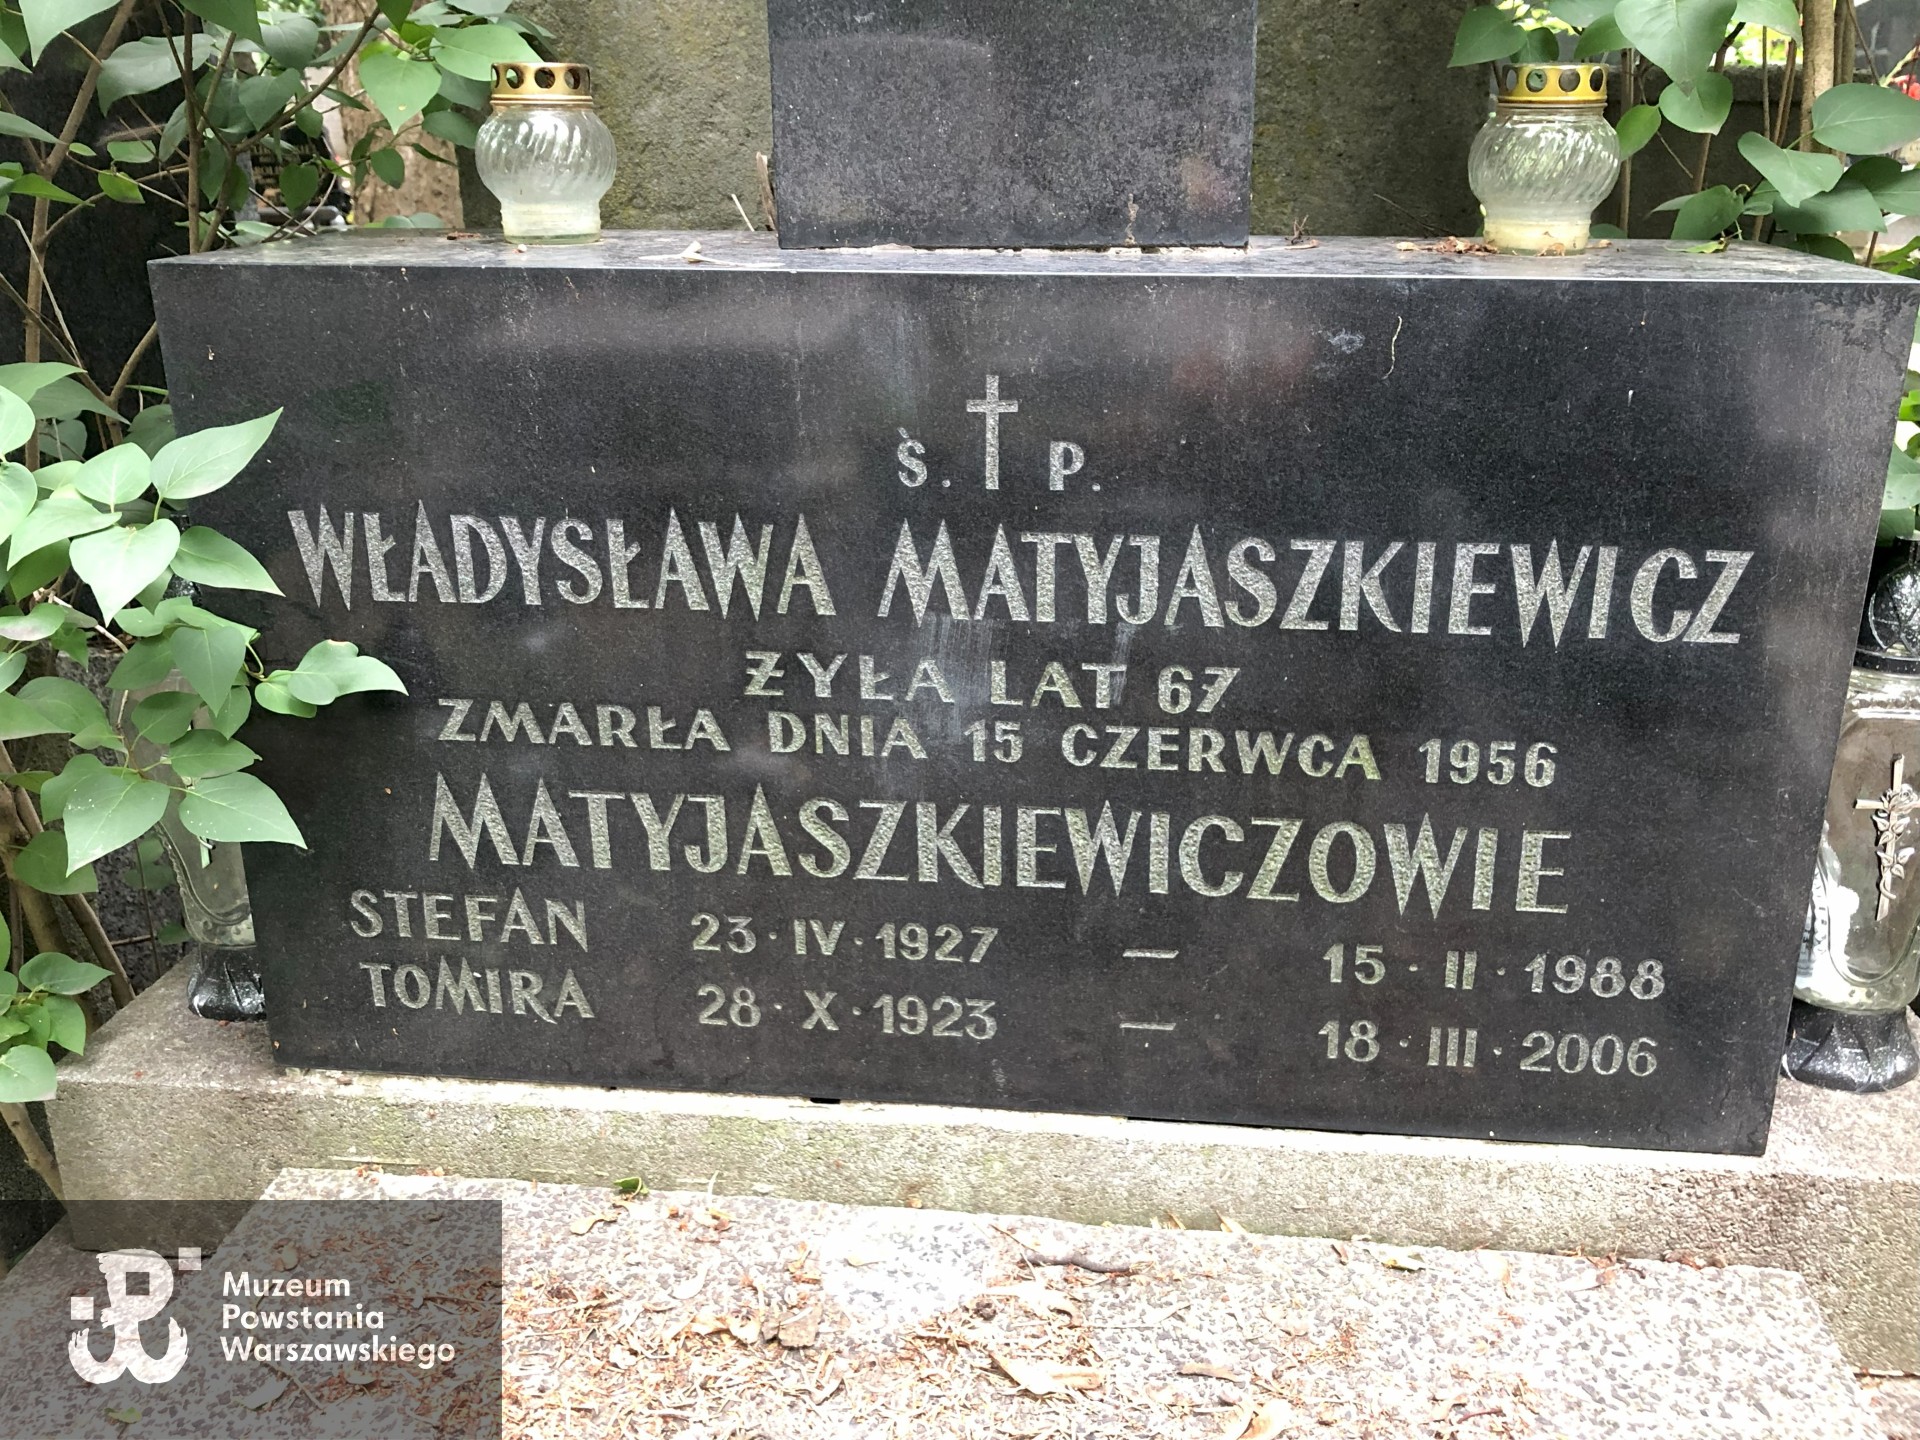 Ś. P.
WŁADYSŁAWA MATYJASZKIEWICZ
ŻYŁA LAT 67
ZMARŁA DNIA 15 CZERWCA 1956
MATYJASZKIEWICZOWIE
STEFAN 23·IV·1927 — 15·II·1988
TOMIRA 28·X·1923 — 18·III·2006
Muzeum
Powstania
Warszawskiego